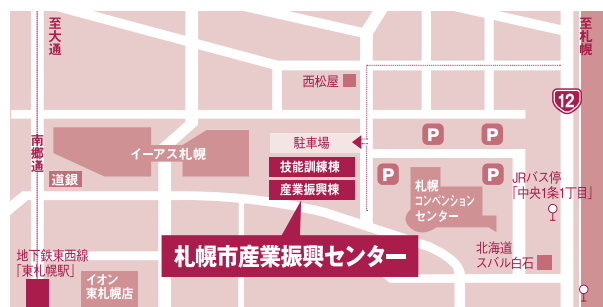 至大通
至札幌
西松屋
12
南郷通
駐車場
P
P
イーアス札幌
技能訓練棟
道銀
産業振興棟
P
P
札幌
コンベンション
センター
JRバス停
「中央1条1丁目」
札幌市産業振興センター
地下鉄東西線
「東札幌駅」
イオン
東札幌店
北海道
スバル白石